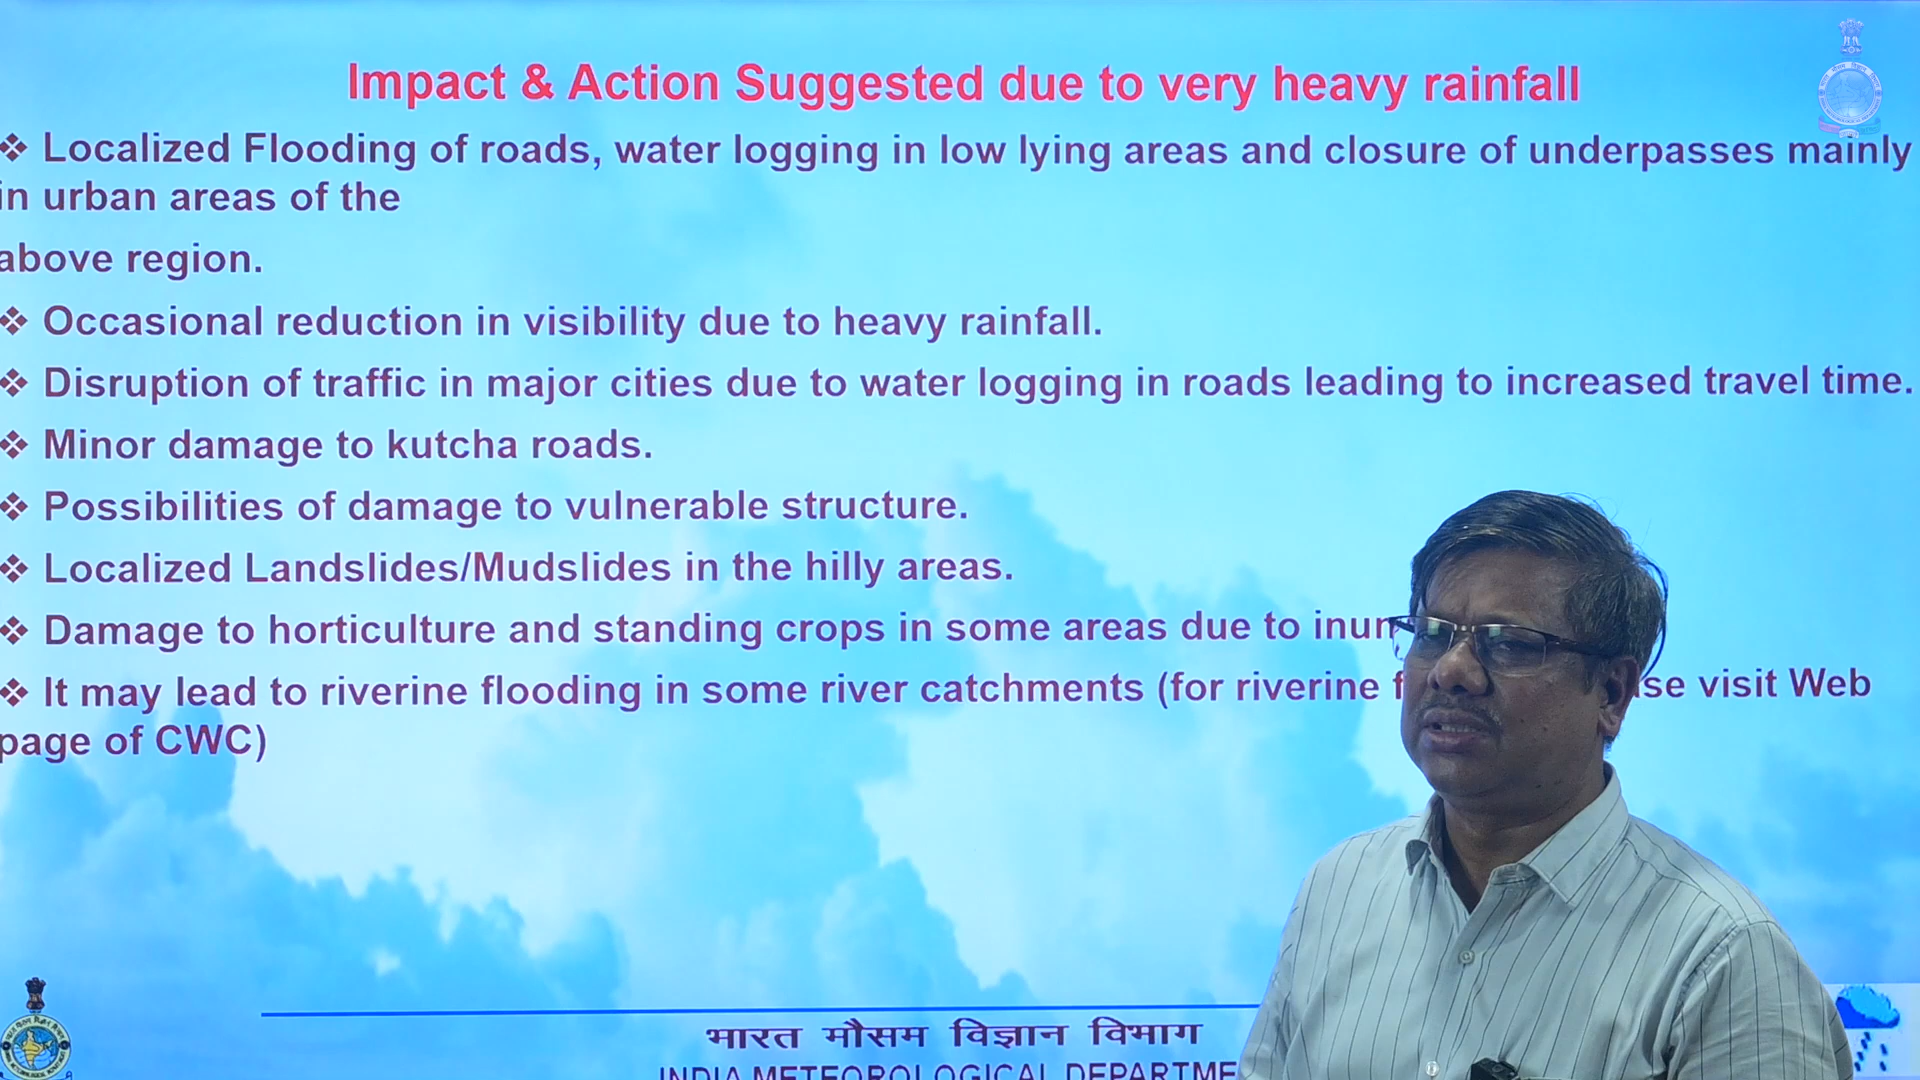 Impact & Action Suggested due to very heavy rainfall
❖ Localized Flooding of roads, water logging in low lying areas and closure of underpasses mainly
in urban areas of the
above region.
❖ Occasional reduction in visibility due to heavy rainfall.
❖ Disruption of traffic in major cities due to water logging in roads leading to increased travel time.
❖ Minor damage to kutcha roads.
❖ Possibilities of damage to vulnerable structure.
❖ Localized Landslides/Mudslides in the hilly areas.
❖ Damage to horticulture and standing crops in some areas due to
❖ It may lead to riverine flooding in some river catchments (for riverine visit Web
page of CWC)
भारत मौसम विज्ञान विभाग
INDIA METEOROLOGICAL